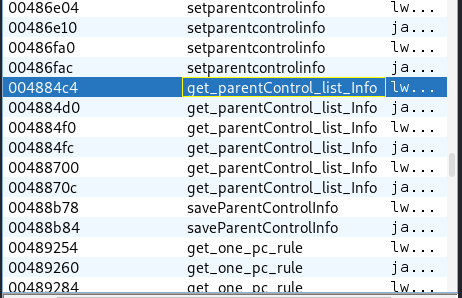 00486e04 setparentcontrolinfo lw...
00486e10 setparentcontrolinfo ja...
00486fa0 setparentcontrolinfo lw...
00486fac setparentcontrolinfo ja...
004884c4 get_parentControl_list_Info lw...
004884d0 get_parentControl_list_Info ja...
004884f0 get_parentControl_list_Info lw...
004884fc get_parentControl_list_Info ja...
00488700 get_parentControl_list_Info lw...
0048870c get_parentControl_list_Info ja...
00488b78 saveParentControlInfo lw...
00488b84 saveParentControlInfo ja...
00489254 get_one_pc_rule lw...
00489260 get_one_pc_rule ja...
00489284 get_one_pc_rule lw...